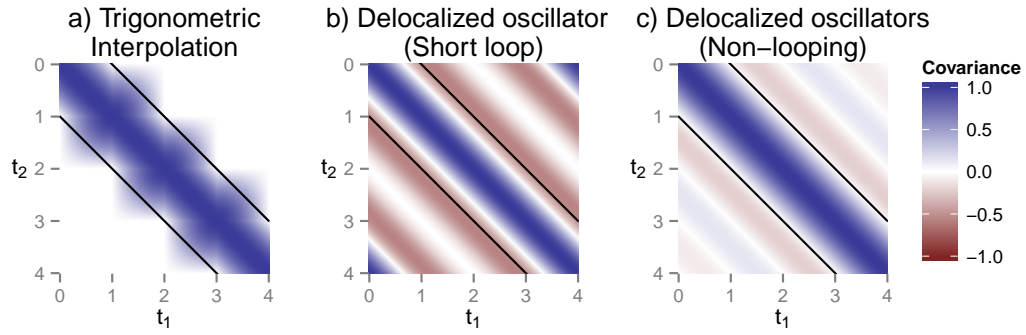 a) Trigonometric
Interpolation
b) Delocalized oscillator
(Short loop)
c) Delocalized oscillators
(Non−looping)
0
1
t2
2
3
4
0 1 2 3 4
t1
0
1
t2
2
3
4
0 1 2 3 4
t1
0
1
t2
2
3
4
0 1 2 3 4
t1
Covariance
1.0
0.5
0.0
−0.5
−1.0